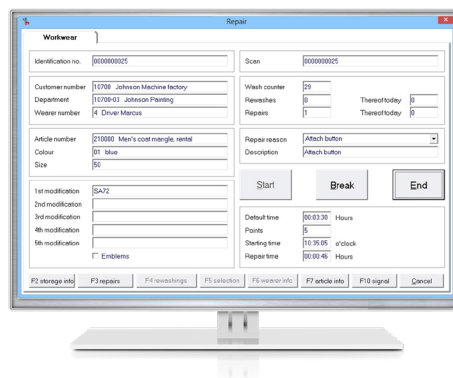 Repair
Workwear
Identification no. 0000000025
Scan 0000000025
Customer number 10708 Johnson Machine factory
Department 10708-03 Johnson Painting
Wearer number 4 Driver Marcus
Wash counter 29
Rewashes 0 Thereof today 0
Repairs 1 Thereof today 0
Article number 210000 Men's coat mangle, rental
Colour 01 blue
Size 50
Repair reason Attach button
Description Attach button
Start Break End
1st modification SA72
2nd modification
3rd modification
4th modification
5th modification
Emblems
Default time 00:03:30 Hours
Points 5
Starting time 10:35:05 o'clock
Repair time 00:00:46 Hours
F2 storage info F3 repairs F4 rewashings F5 selection F6 wearer info F7 article info F10 signal Cancel